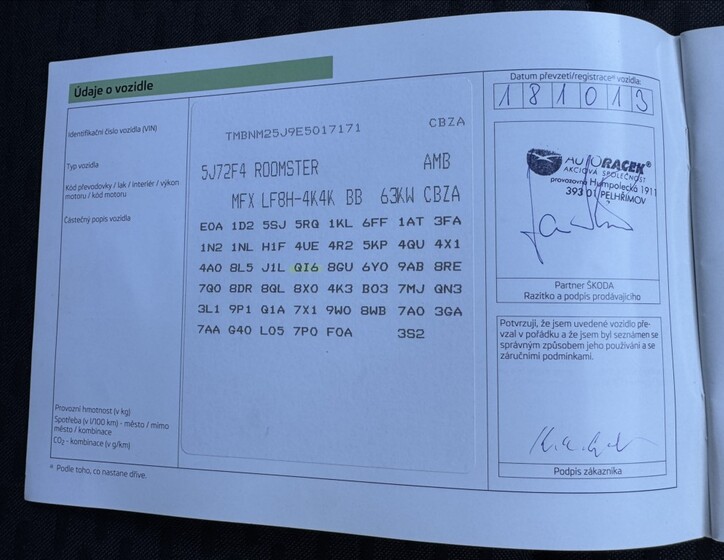 Údaje o vozidle
Identifikační číslo vozidla (VIN)
TMBNM25J9E5017171 CBZA
Typ vozidla
5J72F4 ROOMSTER AMB
Kód převodovky / lak / interiér / výkon
motoru / kód motoru
MFX LF8H-4K4K BB 63KW CBZA
Částečný popis vozidla
E0A 1D2 5SJ 5RQ 1KL 6FF 1AT 3FA
1N2 1NL H1F 4UE 4R2 5KP 4QU 4X1
4A0 8L5 J1L QI6 8GU 6Y0 9AB 8RE
7Q0 8DR 8QL 8X0 4K3 B03 7MJ QN3
3L1 9P1 Q1A 7X1 9W0 8WB 7A0 3GA
7AA G40 L05 7P0 F0A 3S2
Provozní hmotnost (v kg)
Spotřeba (v l/100 km) - město / mimo
město / kombinace
CO2 - kombinace (v g/km)
* Podle toho, co nastane dříve.
Datum převzetí/registrace* vozidla:
181013
AUTORACEK®
AKCIOVÁ SPOLEČNOST
provozovna Humpolecká 1911
393 01 PELHŘIMOV
Partner ŠKODA
Razítko a podpis prodávajícího
Potvrzuji, že jsem uvedené vozidlo pře-
vzal v pořádku a že jsem byl seznámen se
správným způsobem jeho používání a se
záručními podmínkami.
Podpis zákazníka